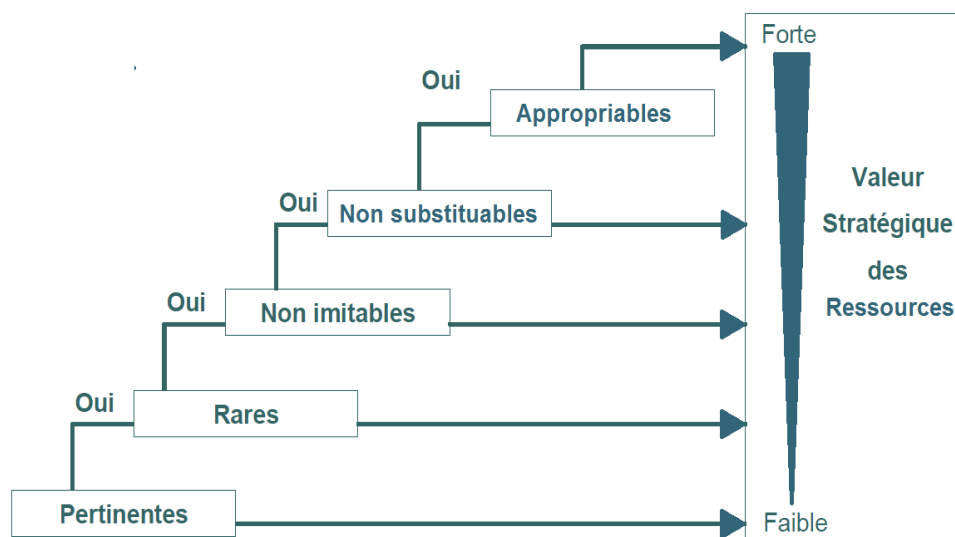 Forte
Oui
Appropriables
Valeur
Oui
Non substituables
Stratégique
des
Oui
Non imitables
Ressources
Oui
Rares
Pertinentes
Faible